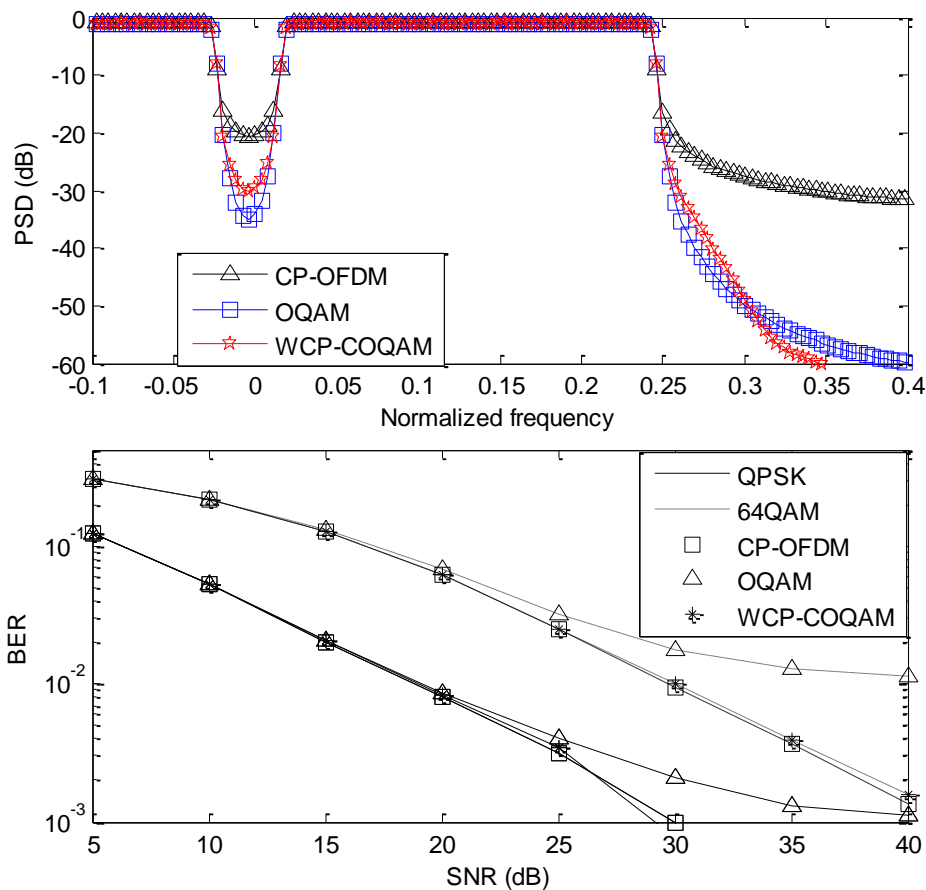 0
-10
-20
-30
-40
-50
-60
PSD (dB)
CP-OFDM
OQAM
WCP-COQAM
-0.1 -0.05 0 0.05 0.1 0.15 0.2 0.25 0.3 0.35 0.4
Normalized frequency
10-1
10-2
10-3
BER
QPSK
64QAM
CP-OFDM
OQAM
WCP-COQAM
5 10 15 20 25 30 35 40
SNR (dB)